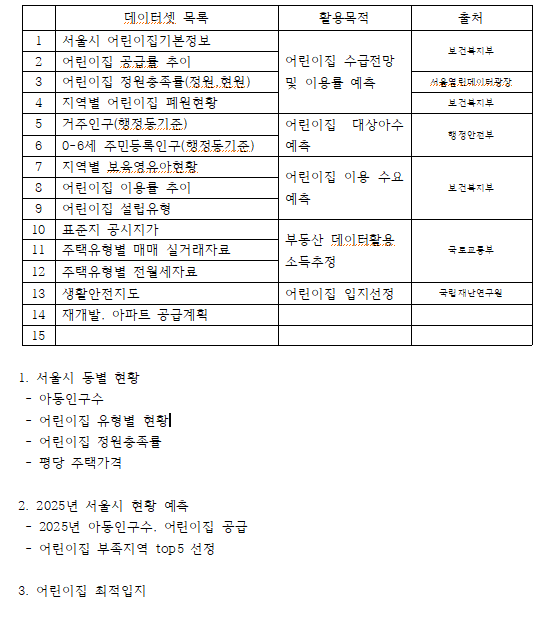 데이터셋 목록 활용목적 출처
1 서울시 어린이집기본정보
2 어린이집 공급률 추이
어린이집 수급전망 및 이용률 예측
보건복지부
3 어린이집 정원충족률(정원,현원) 서울열린데이터광장
4 지역별 어린이집 폐원현황 보건복지부
5 거주인구(행정동기준)
6 0-6세 주민등록인구(행정동기준)
어린이집 대상아수
예측
행정안전부
7 지역별 보육영유아현황
8 어린이집 이용률 추이
9 어린이집 설립유형
어린이집 이용 수요
예측
보건복지부
10 표준지 공시지가
11 주택유형별 매매 실거래자료
12 주택유형별 전월세자료
부동산 데이터활용
소득추정
국토교통부
13 생활안전지도 어린이집 입지선정 국립재난연구원
14 재개발, 아파트 공급계획
15
1. 서울시 동별 현황
- 아동인구수
- 어린이집 유형별 현황
- 어린이집 정원충족률
- 평당 주택가격
2. 2025년 서울시 현황 예측
- 2025년 아동인구수, 어린이집 공급
- 어린이집 부족지역 top5 선정
3. 어린이집 최적입지